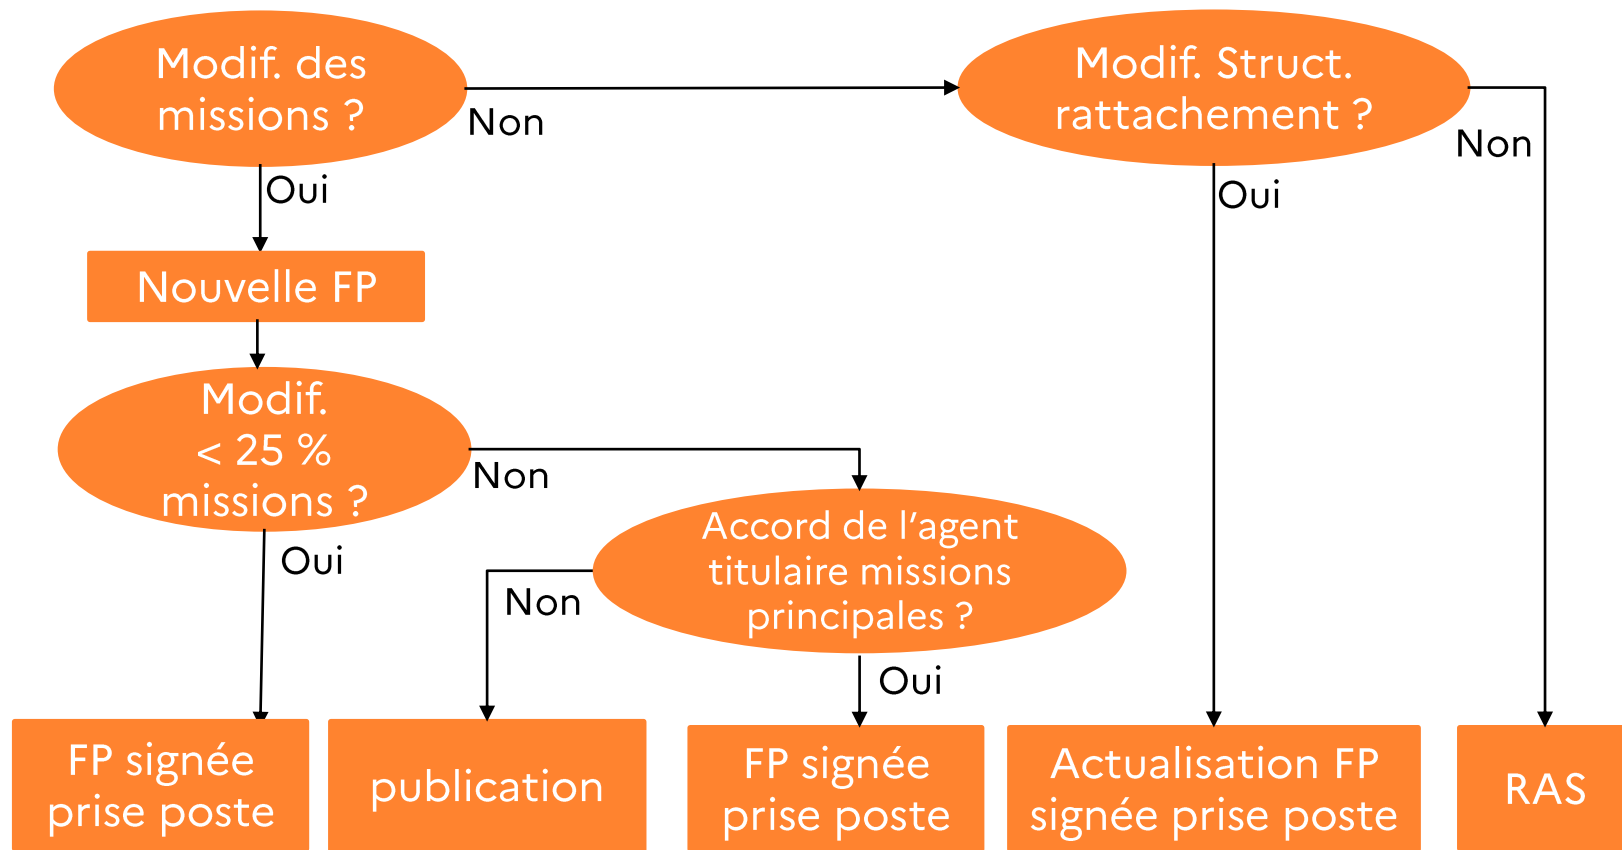 Modif. des
missions ?
Non
Modif. Struct.
rattachement ?
Non
Oui
Oui
Nouvelle FP
Modif.
< 25 %
missions ?
Non
Oui
Accord de l’agent
titulaire missions
principales ?
Non
Oui
FP signée
prise poste
publication
FP signée
prise poste
Actualisation FP
signée prise poste
RAS